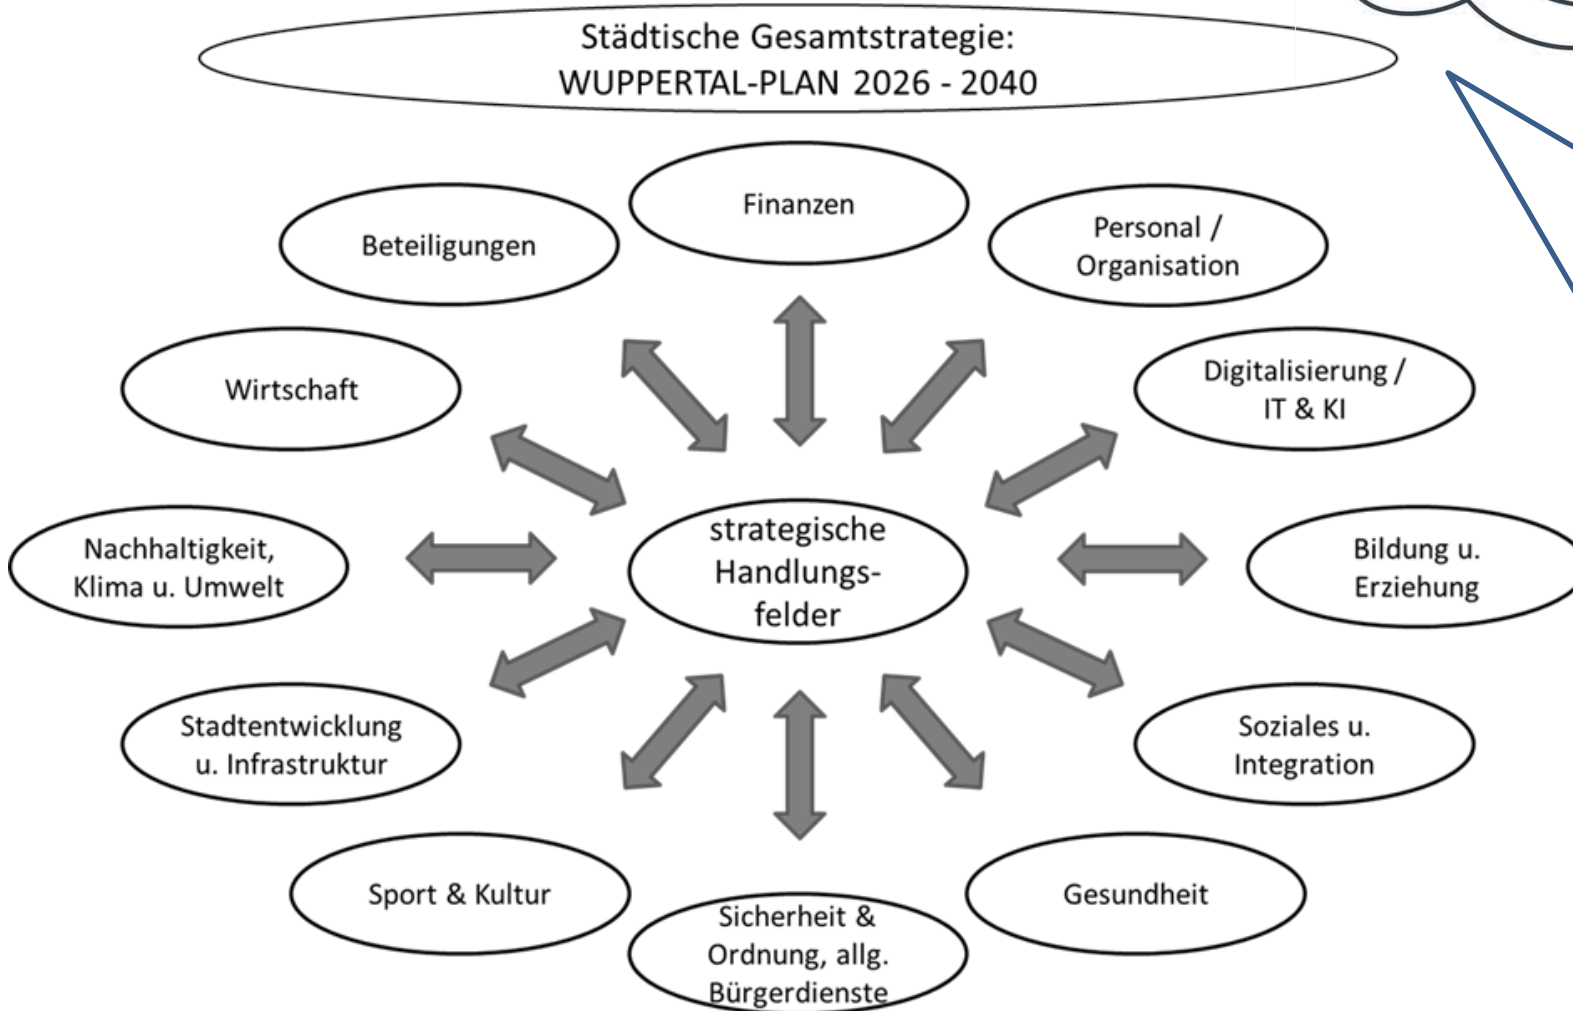 Städtische Gesamtstrategie:
WUPPERTAL-PLAN 2026 - 2040
Finanzen
Beteiligungen
Personal /
Organisation
Wirtschaft
Digitalisierung /
IT & KI
strategische
Handlungs-
felder
Nachhaltigkeit,
Klima u. Umwelt
Bildung u.
Erziehung
Stadtentwicklung
u. Infrastruktur
Soziales u.
Integration
Sport & Kultur
Sicherheit &
Ordnung, allg.
Bürgerdienste
Gesundheit